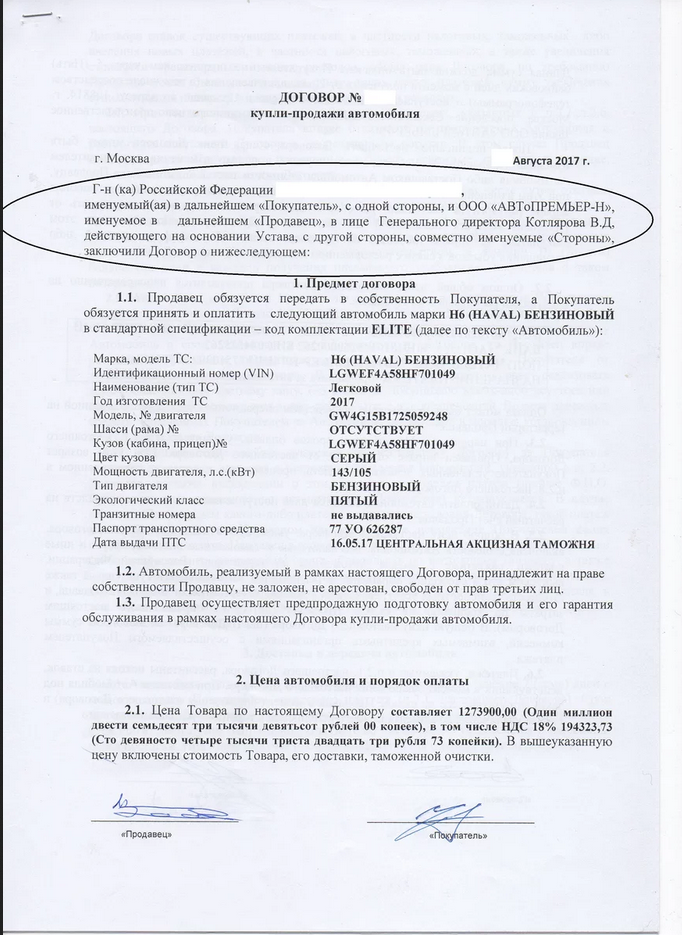 ДОГОВОР №
купли-продажи автомобиля
г. Москва Августа 2017 г.
Г-н (ка) Российской Федерации ,
именуемый(ая) в дальнейшем «Покупатель», с одной стороны, и ООО «АВТоПРЕМЬЕР-Н»,
именуемое в дальнейшем «Продавец», в лице Генерального директора Котлярова В.Д,
действующего на основании Устава, с другой стороны, совместно именуемые «Стороны»,
заключили Договор о нижеследующем:
1. Предмет договора
1.1. Продавец обязуется передать в собственность Покупателя, а Покупатель
обязуется принять и оплатить следующий автомобиль марки H6 (HAVAL) БЕНЗИНОВЫЙ
в стандартной спецификации – код комплектации ELITE (далее по тексту «Автомобиль»):
Марка, модель ТС: H6 (HAVAL) БЕНЗИНОВЫЙ
Идентификационный номер (VIN) LGWEF4A58HF701049
Наименование (тип ТС) Легковой
Год изготовления ТС 2017
Модель, № двигателя GW4G15B1725059248
Шасси (рама) № ОТСУТСТВУЕТ
Кузов (кабина, прицеп)№ LGWEF4A58HF701049
Цвет кузова СЕРЫЙ
Мощность двигателя, л.с.(кВт) 143/105
Тип двигателя БЕНЗИНОВЫЙ
Экологический класс ПЯТЫЙ
Транзитные номера не выдавались
Паспорт транспортного средства 77 УО 626287
Дата выдачи ПТС 16.05.17 ЦЕНТРАЛЬНАЯ АКЦИЗНАЯ ТАМОЖНЯ
1.2. Автомобиль, реализуемый в рамках настоящего Договора, принадлежит на праве
собственности Продавцу, не заложен, не арестован, свободен от прав третьих лиц.
1.3. Продавец осуществляет предпродажную подготовку автомобиля и его гарантия
обслуживания в рамках настоящего Договора купли-продажи автомобиля.
2. Цена автомобиля и порядок оплаты
2.1. Цена Товара по настоящему Договору составляет 1273900,00 (Один миллион
двести семьдесят три тысячи девятьсот рублей 00 копеек), в том числе НДС 18% 194323,73
(Сто девяносто четыре тысячи триста двадцать три рубля 73 копейки). В вышеуказанную
цену включены стоимость Товара, его доставки, таможенной очистки.
«Продавец» «Покупатель»